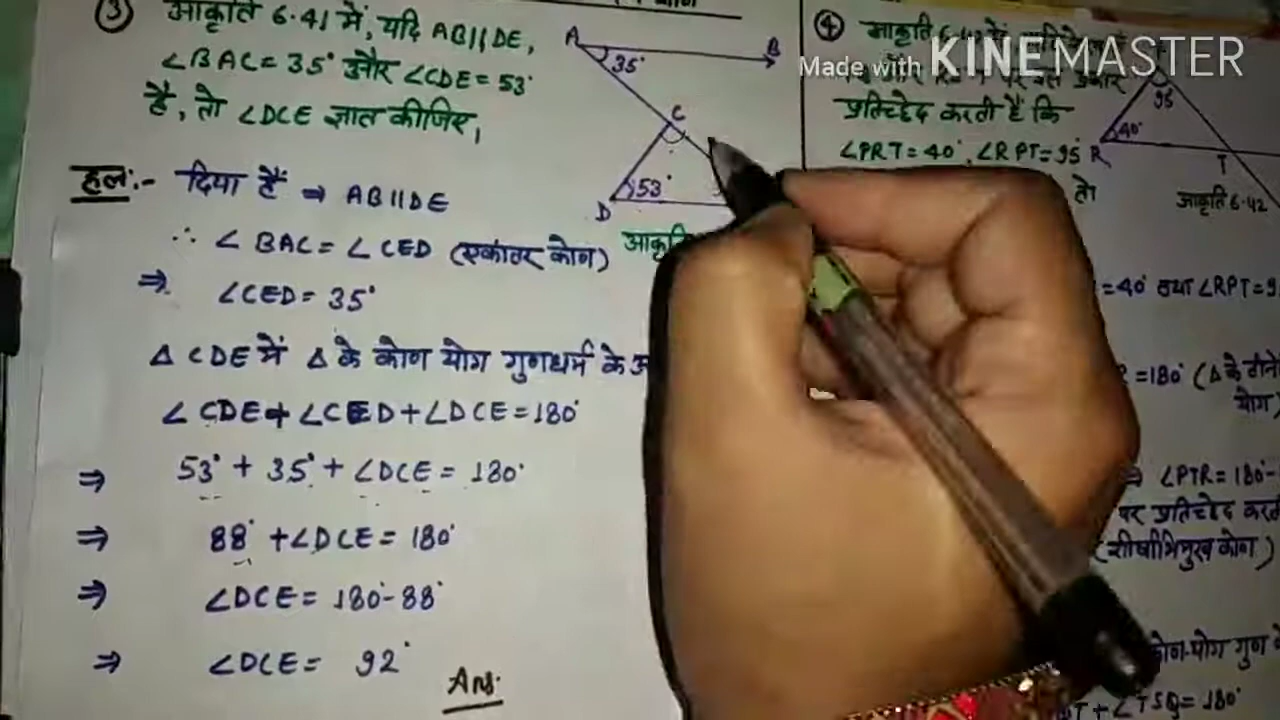 ③ आकृति 6.41 में, यदि AB||DE,
∠BAC = 35° और ∠CDE = 53°
है, तो ∠DCE ज्ञात कीजिए,
A
B
35°
C
53°
D
आकृति
हल:- दिया है ⇒ AB||DE
∴ ∠BAC = ∠CED (एकांतर कोण)
⇒ ∠CED = 35°
Δ CDE में Δ के कोण योग गुणधर्म के
∠CDE + ∠CED + ∠DCE = 180°
⇒ 53° + 35° + ∠DCE = 180°
⇒ 88° + ∠DCE = 180°
⇒ ∠DCE = 180° - 88°
⇒ ∠DCE = 92°
Ans.
Made with KINEMASTER
④ आकृति
प्रतिच्छेद करती हैं कि
∠PRT = 40°, ∠RPT = 95°
तो
95
40°
R
T
आकृति 6.42
= 40° तथा ∠RPT = 9
= 180° (Δ के तीनों
योग)
⇒ ∠PTR = 180° -
पर प्रतिच्छेद करत
(शीर्षाभिमुख कोण)
कोण योग गुण
+ ∠TSQ = 180°